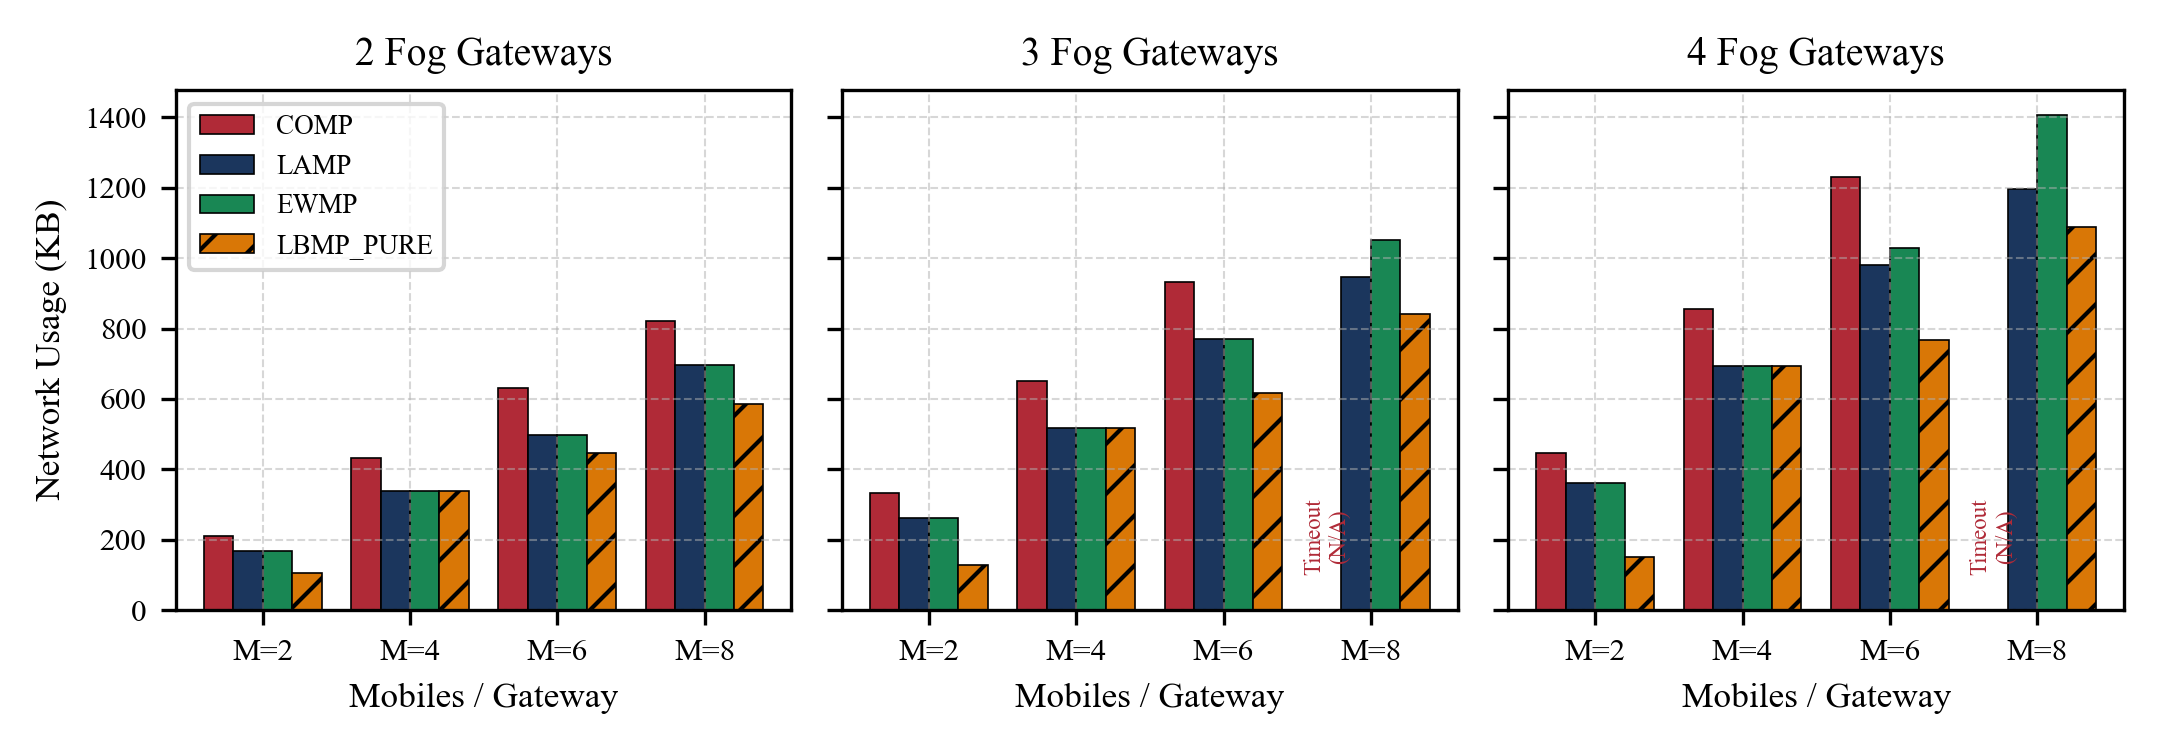 2 Fog Gateways
3 Fog Gateways
4 Fog Gateways
Network Usage (KB)
1400
1200
1000
800
600
400
200
0
COMP
LAMP
EWMP
LBMP_PURE
M=2
M=4
M=6
M=8
Mobiles / Gateway
Timeout
(N/A)
M=2
M=4
M=6
M=8
Mobiles / Gateway
Timeout
(N/A)
M=2
M=4
M=6
M=8
Mobiles / Gateway